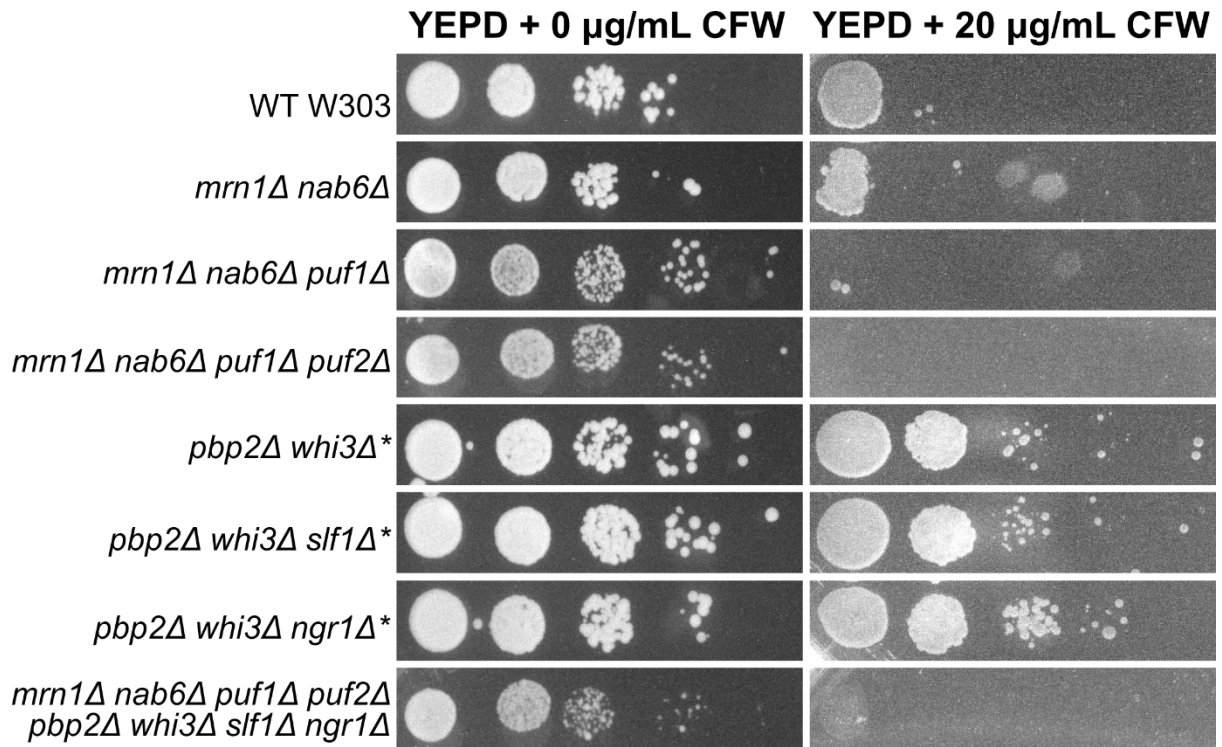 YEPD + 0 µg/mL CFW
YEPD + 20 µg/mL CFW
WT W303
mrn1Δ nab6Δ
mrn1Δ nab6Δ puf1Δ
mrn1Δ nab6Δ puf1Δ puf2Δ
pbp2Δ whi3Δ*
pbp2Δ whi3Δ slf1Δ*
pbp2Δ whi3Δ ngr1Δ*
mrn1Δ nab6Δ puf1Δ puf2Δ
pbp2Δ whi3Δ slf1Δ ngr1Δ